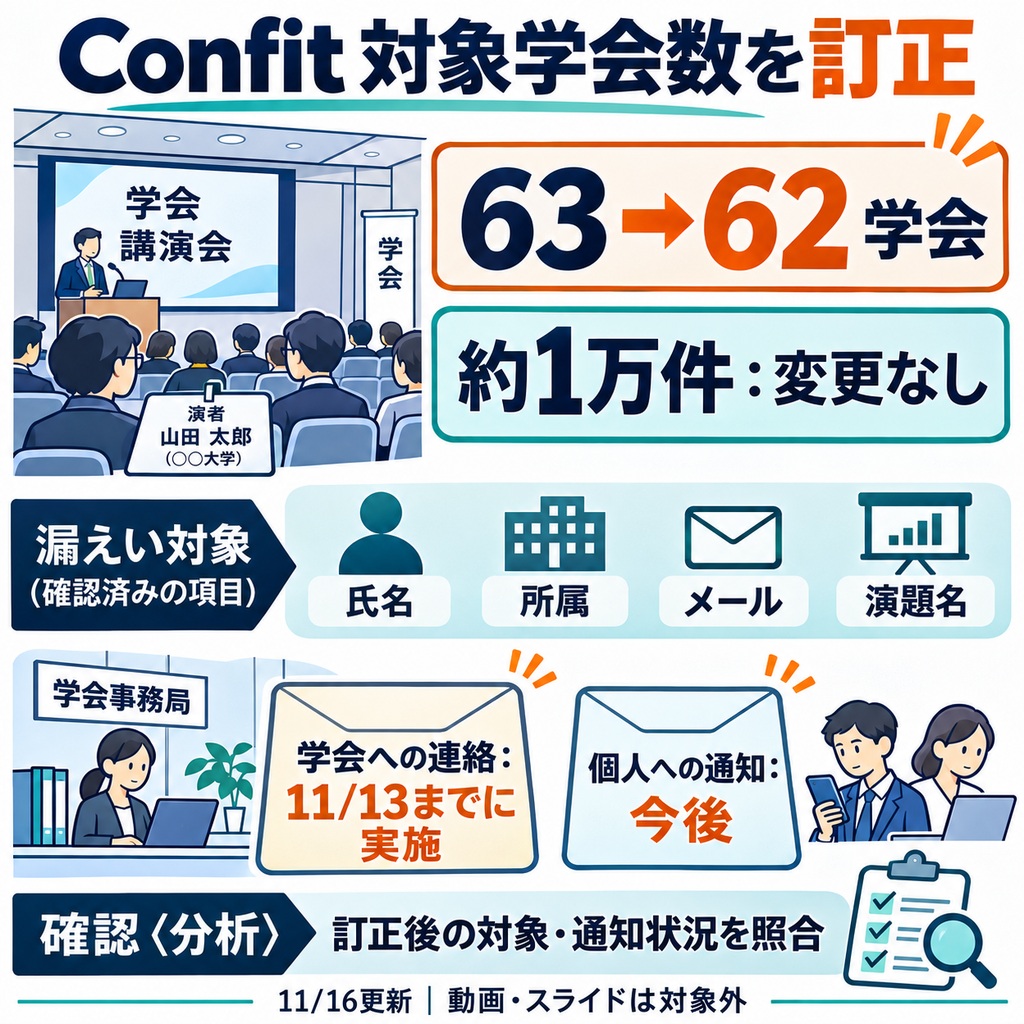 Confit 対象学会数を訂正
学会
講演会
学会
演者
山田 太郎
(○○大学)
63→62学会
約1万件：変更なし
漏えい対象
(確認済みの項目)
氏名
所属
メール
演題名
学会事務局
学会への連絡：
11/13までに
実施
個人への通知：
今後
確認〈分析〉
訂正後の対象・通知状況を照合
11/16更新｜動画・スライドは対象外